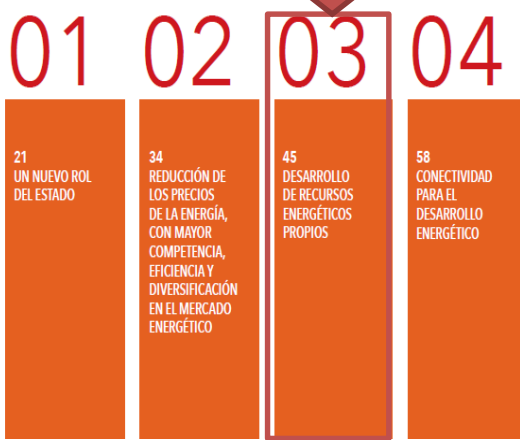 01
21
UN NUEVO ROL
DEL ESTADO
02
34
REDUCCIÓN DE
LOS PRECIOS
DE LA ENERGÍA,
CON MAYOR
COMPETENCIA,
EFICIENCIA Y
DIVERSIFICACIÓN
EN EL MERCADO
ENERGÉTICO
03
45
DESARROLLO
DE RECURSOS
ENERGÉTICOS
PROPIOS
04
58
CONECTIVIDAD
PARA EL
DESARROLLO
ENERGÉTICO